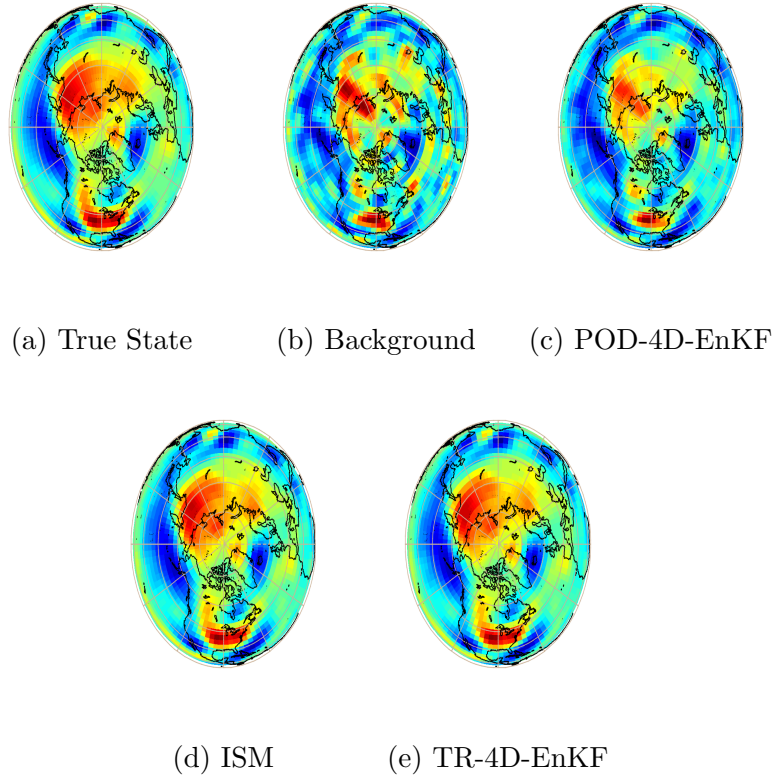 (a) True State
(b) Background
(c) POD-4D-EnKF
(d) ISM
(e) TR-4D-EnKF